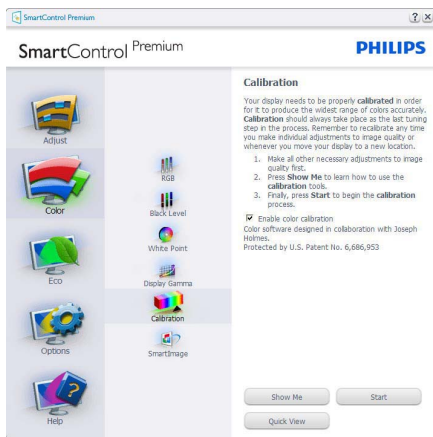 SmartControl Premium
SmartControl Premium
PHILIPS
Adjust
Color
Eco
Options
Help
RGB
Black Level
White Point
Display Gamma
Calibration
SmartImage
Calibration
Your display needs to be properly calibrated in order
for it to produce the widest range of colors accurately.
Calibration should always take place as the last tuning
step in the process. Remember to recalibrate any time
you make individual adjustments to image quality or
whenever you move your display to a new location.
1. Make all other necessary adjustments to image
quality first.
2. Press Show Me to learn how to use the
calibration tools.
3. Finally, press Start to begin the calibration
process.
Enable color calibration
Color software designed in collaboration with Joseph
Holmes.
Protected by U.S. Patent No. 6,686,953
Show Me
Start
Quick View